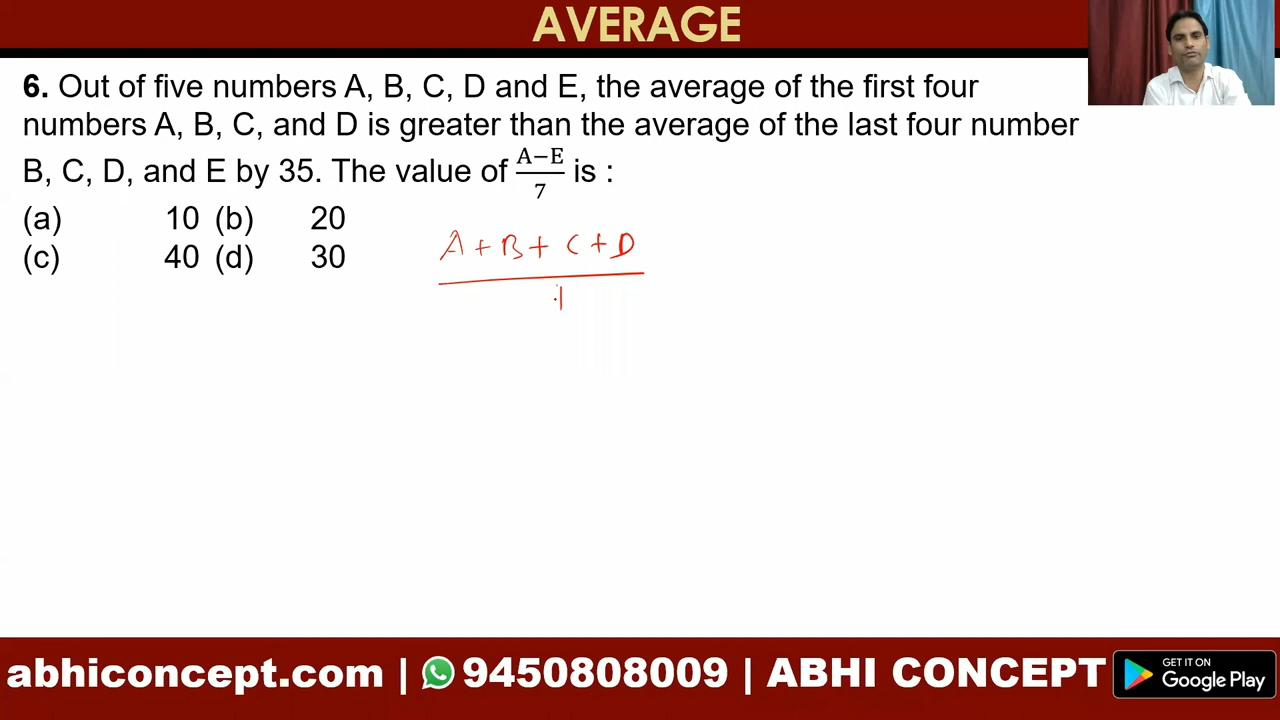 AVERAGE
6. Out of five numbers A, B, C, D and E, the average of the first four
numbers A, B, C, and D is greater than the average of the last four number
B, C, D, and E by 35. The value of A−E/7 is :
(a) 10 (b) 20
(c) 40 (d) 30
A+B+C+D
abhiconcept.com | 9450808009 | ABHI CONCEPT
GET IT ON
Google Play